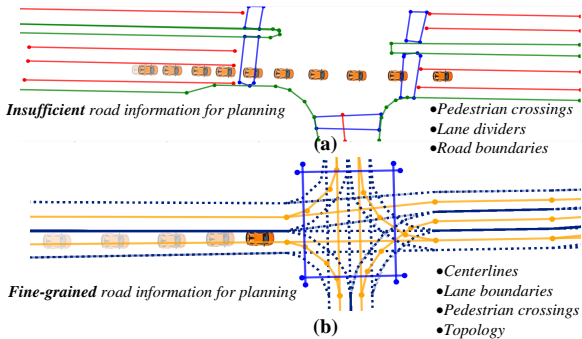 Insufficient road information for planning
(a)
•Pedestrian crossings
•Lane dividers
•Road boundaries
Fine-grained road information for planning
(b)
•Centerlines
•Lane boundaries
•Pedestrian crossings
•Topology